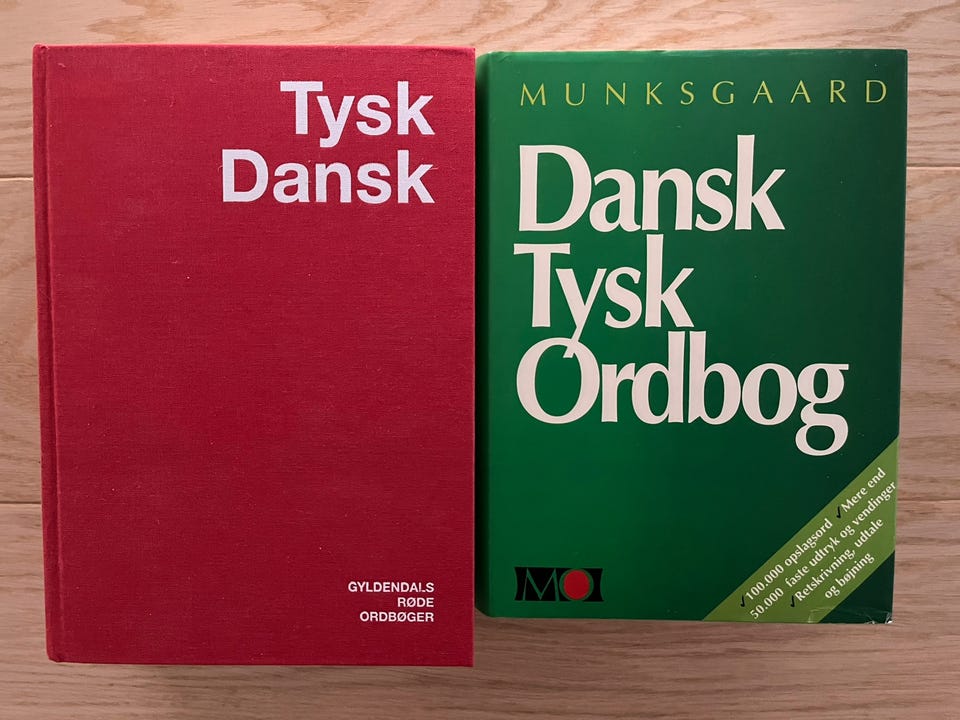 Tysk
Dansk
GYLDENDALS
RØDE
ORDBØGER
MUNKSGAARD
Dansk
Tysk
Ordbog
MO
✓100.000 opslagsord ✓Mere end
50.000 faste udtryk og vendinger
✓Retskrivning, udtale
og bøjning